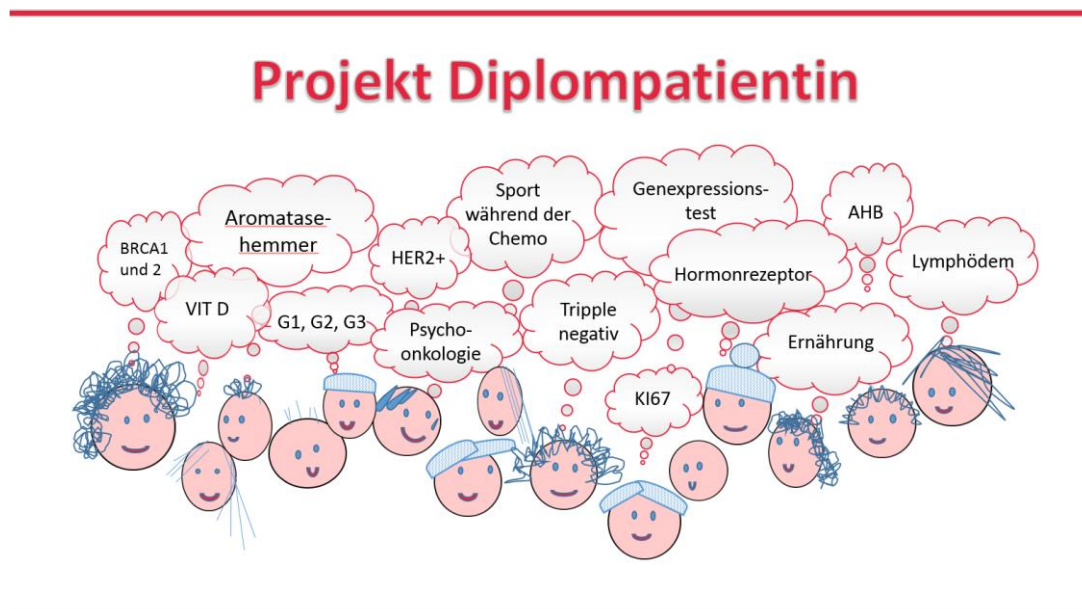 Projekt Diplompatientin
BRCA1
und 2
Aromatase-
hemmer
HER2+
Sport
während der
Chemo
Genexpressions-
test
AHB
Lymphödem
Hormonrezeptor
VIT D
G1, G2, G3
Psycho-
onkologie
Tripple
negativ
Ernährung
KI67